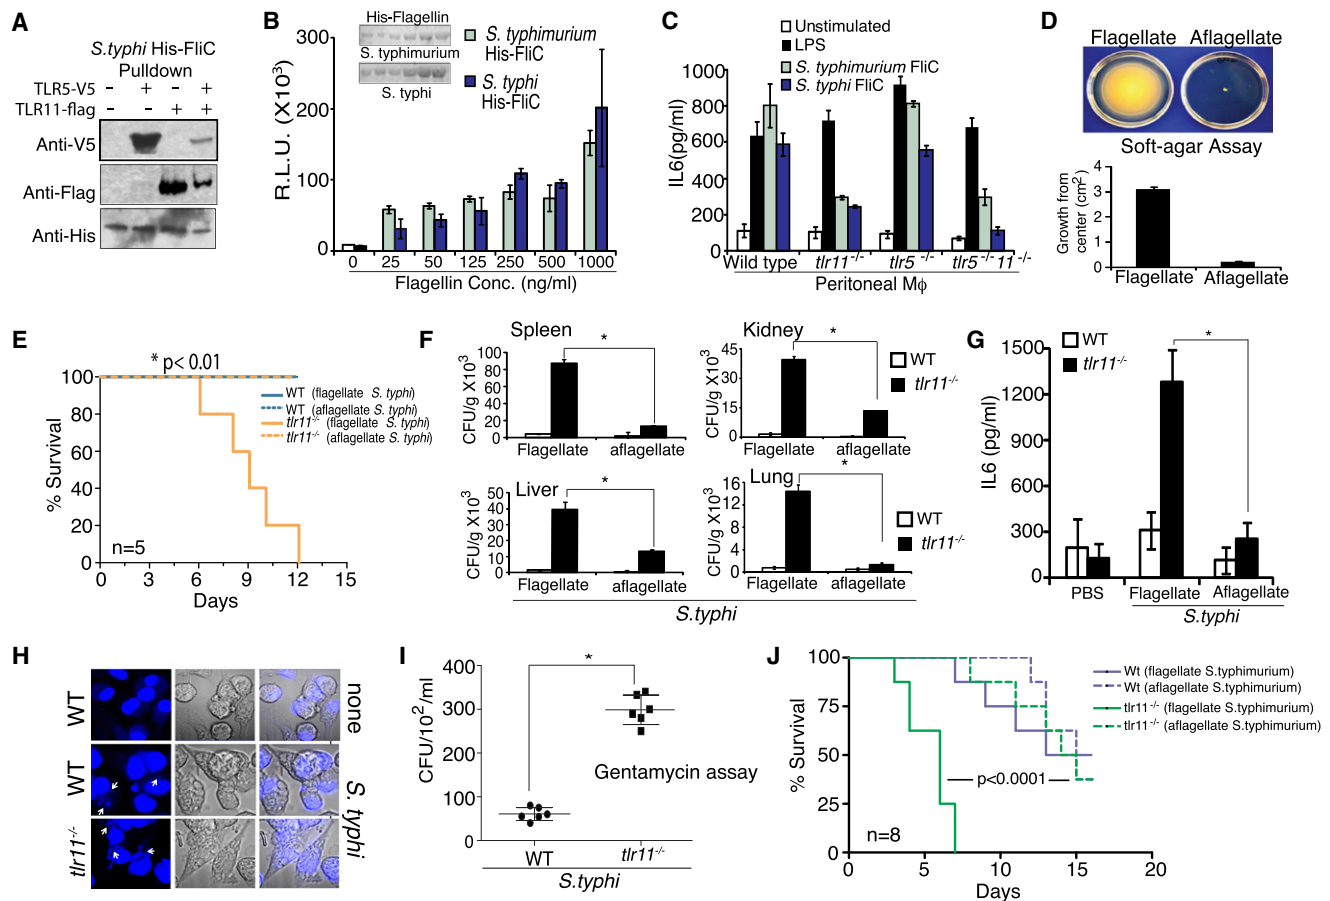 A
S.typhi His-FliC
Pulldown
TLR5-V5 - + - +
TLR11-flag - - + +
Anti-V5
Anti-Flag
Anti-His
B
His-Flagellin
S. typhimurium
S. typhi
S. typhimurium
His-FliC
S. typhi
His-FliC
R.L.U. (X10³)
300
200
100
0
0 25 50 125 250 500 1000
Flagellin Conc. (ng/ml)
C
Unstimulated
LPS
S. typhimurium FliC
S. typhi FliC
IL6(pg/ml)
1000
800
600
400
200
0
Wild type tlr11⁻/⁻ tlr5 ⁻/⁻ tlr5 ⁻/⁻ 11 ⁻/⁻
Peritoneal Mϕ
D
Flagellate Aflagellate
Soft-agar Assay
Growth from
center (cm²)
4
3
2
1
0
Flagellate Aflagellate
E
* p< 0.01
% Survival
100
80
60
40
20
0
WT (flagellate S. typhi)
WT (aflagellate S. typhi)
tlr11⁻/⁻ (flagellate S. typhi)
tlr11⁻/⁻ (aflagellate S. typhi)
n=5
0 3 6 9 12 15
Days
F
Spleen
*
CFU/g X10³
100
80
60
40
20
0
Flagellate aflagellate
Kidney
*
CFU/g X10³
45
30
15
0
Flagellate aflagellate
WT
tlr11⁻/⁻
Liver
*
CFU/g X10³
50
40
30
20
10
0
Flagellate aflagellate
Lung
*
CFU/g X10³
16
12
8
4
0
Flagellate aflagellate
WT
tlr11⁻/⁻
S.typhi
G
WT
tlr11⁻/⁻
*
IL6 (pg/ml)
1500
1200
900
600
300
0
PBS Flagellate Aflagellate
S.typhi
H
WT
WT
tlr11⁻/⁻
none
S. typhi
I
*
CFU/10²/ml
400
300
200
100
0
Gentamycin assay
WT tlr11⁻/⁻
S.typhi
J
% Survival
100
75
50
25
0
Wt (flagellate S.typhimurium)
Wt (aflagellate S.typhimurium)
tlr11⁻/⁻ (flagellate S.typhimurium)
tlr11⁻/⁻ (aflagellate S.typhimurium)
p<0.0001
n=8
0 5 10 15 20
Days